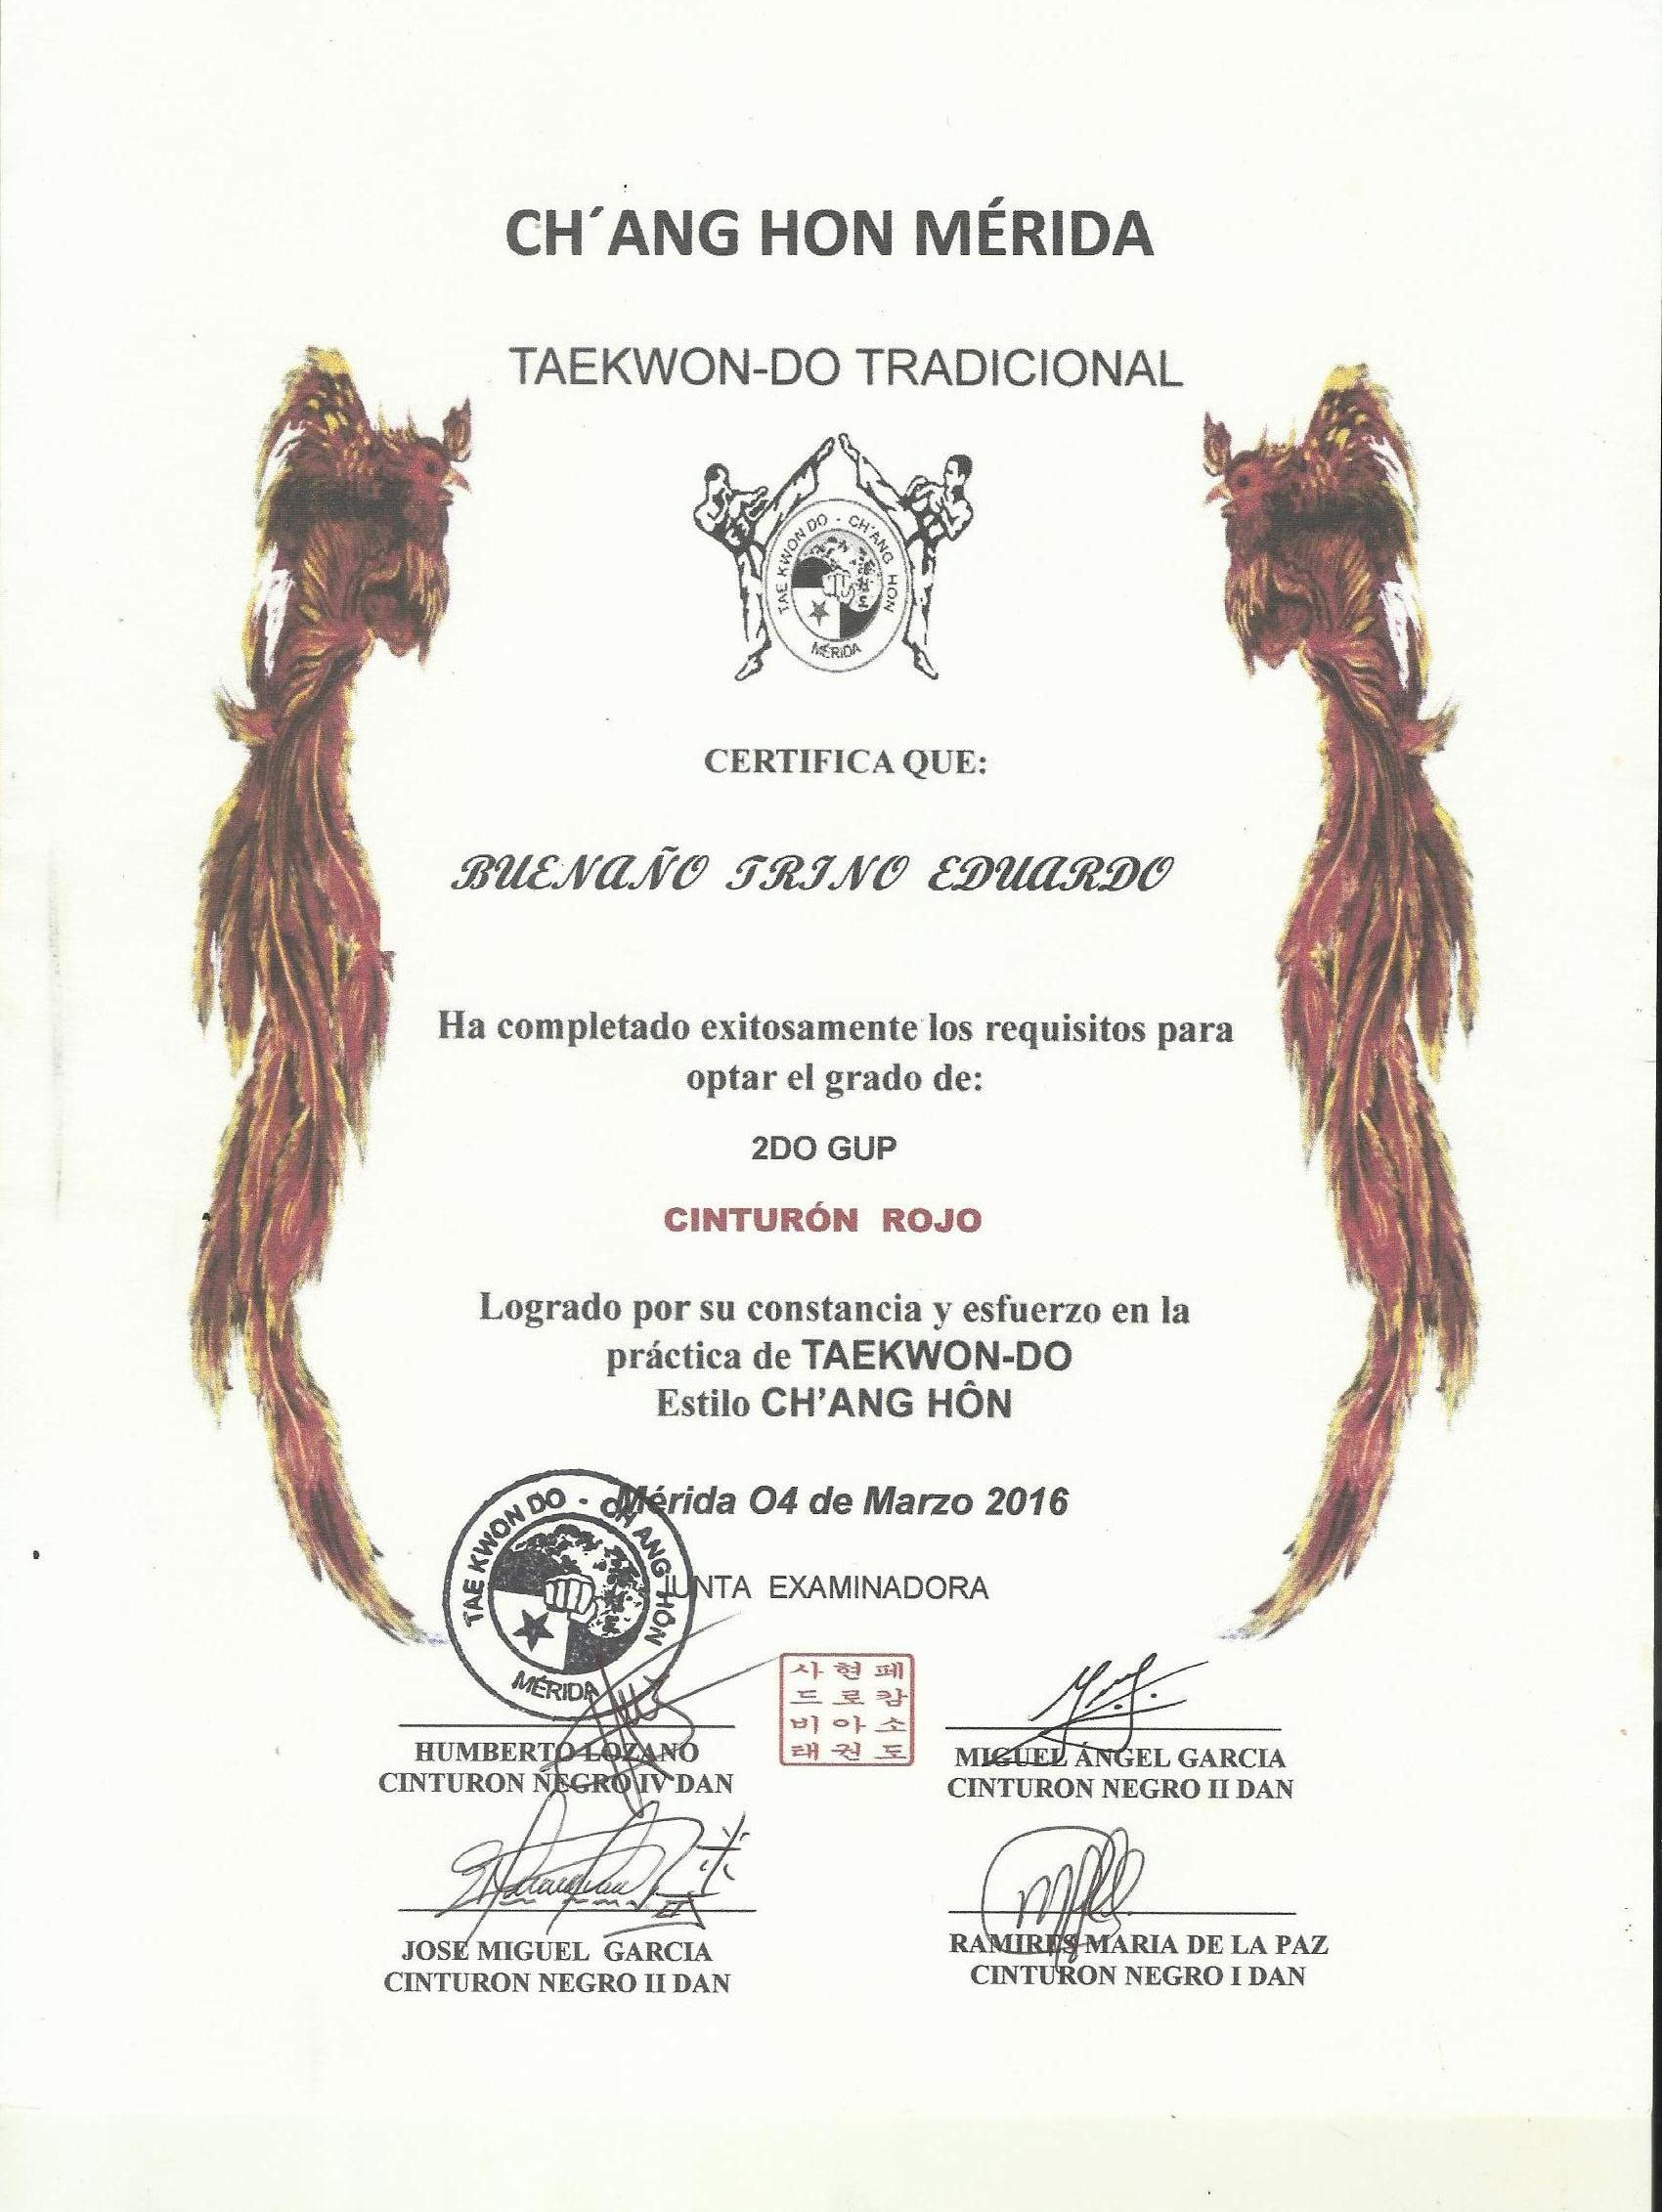 CH´ANG HON MÉRIDA
TAEKWON-DO TRADICIONAL
TAE KWON DO - CH'ANG HON
MÉRIDA
CERTIFICA QUE:
BUENAÑO TRINO EDUARDO
Ha completado exitosamente los requisitos para
optar el grado de:
2DO GUP
CINTURÓN ROJO
Logrado por su constancia y esfuerzo en la
práctica de TAEKWON-DO
Estilo CH’ANG HÔN
Mérida O4 de Marzo 2016
TAE KWON DO - CH'ANG HÓN
MÉRIDA
JUNTA EXAMINADORA
사 현 페
드 로 캄
비 아 소
태 권 도
HUMBERTO LOZANO
CINTURON NEGRO IV DAN
MIGUEL ANGEL GARCIA
CINTURON NEGRO II DAN
JOSE MIGUEL GARCIA
CINTURON NEGRO II DAN
RAMIRES MARIA DE LA PAZ
CINTURON NEGRO I DAN